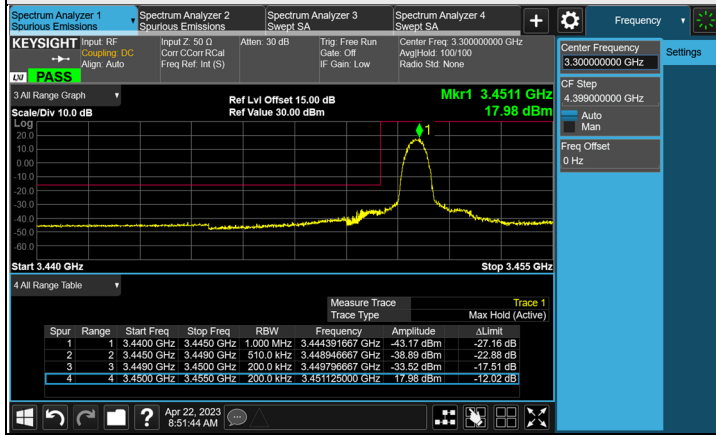 Spectrum Analyzer 1
Spurious Emissions
Spectrum Analyzer 2
Spurious Emissions
Spectrum Analyzer 3
Swept SA
Spectrum Analyzer 4
Swept SA
+
Frequency
KEYSIGHT
LXI
PASS
Input: RF
Coupling: DC
Align: Auto
Input Z: 50 Ω
Corr CCorr RCal
Freq Ref: Int (S)
Atten: 30 dB
Trig: Free Run
Gate: Off
IF Gain: Low
Center Freq: 3.300000000 GHz
Avg|Hold: 100/100
Radio Std: None
Center Frequency
3.300000000 GHz
Settings
CF Step
4.399000000 GHz
Auto
Man
Freq Offset
0 Hz
3 All Range Graph
Scale/Div 10.0 dB
Ref Lvl Offset 15.00 dB
Ref Value 30.00 dBm
Mkr1 3.4511 GHz
17.98 dBm
Log
20.0
10.0
0.00
-10.0
-20.0
-30.0
-40.0
-50.0
-60.0
1
Start 3.440 GHz
Stop 3.455 GHz
4 All Range Table
Measure Trace Trace 1
Trace Type Max Hold (Active)
Spur Range Start Freq Stop Freq RBW Frequency Amplitude ΔLimit
1 1 3.4400 GHz 3.4450 GHz 1.000 MHz 3.444391667 GHz -43.17 dBm -27.16 dB
2 2 3.4450 GHz 3.4490 GHz 510.0 kHz 3.448946667 GHz -38.89 dBm -22.88 dB
3 3 3.4490 GHz 3.4500 GHz 200.0 kHz 3.449796667 GHz -33.52 dBm -17.51 dB
4 4 3.4500 GHz 3.4550 GHz 200.0 kHz 3.451125000 GHz 17.98 dBm -12.02 dB
?
Apr 22, 2023
8:51:44 AM